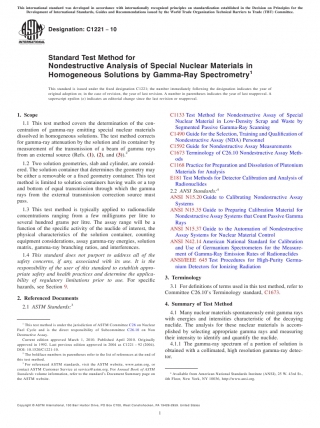 This international standard was developed in accordance with internationally recognized principles on standardization established in the Decision on Principles for the
Development of International Standards, Guides and Recommendations issued by the World Trade Organization Technical Barriers to Trade (TBT) Committee.
Designation: C1221 − 10
INTERNATIONAL
Standard Test Method for
Nondestructive Analysis of Special Nuclear Materials in
Homogeneous Solutions by Gamma-Ray Spectrometry1
This standard is issued under the fixed designation C1221; the number immediately following the designation indicates the year of
original adoption or, in the case of revision, the year of last revision. A number in parentheses indicates the year of last reapproval. A
superscript epsilon (ε) indicates an editorial change since the last revision or reapproval.
1. Scope
1.1 This test method covers the determination of the con-
centration of gamma-ray emitting special nuclear materials
dissolved in homogeneous solutions. The test method corrects
for gamma-ray attenuation by the solution and its container by
measurement of the transmission of a beam of gamma rays
from an external source (Refs. (1), (2), and (3)).2
1.2 Two solution geometries, slab and cylinder, are consid-
ered. The solution container that determines the geometry may
be either a removable or a fixed geometry container. This test
method is limited to solution containers having walls or a top
and bottom of equal transmission through which the gamma
rays from the external transmission correction source must
pass.
1.3 This test method is typically applied to radionuclide
concentrations ranging from a few milligrams per litre to
several hundred grams per litre. The assay range will be a
function of the specific activity of the nuclide of interest, the
physical characteristics of the solution container, counting
equipment considerations, assay gamma-ray energies, solution
matrix, gamma-ray branching ratios, and interferences.
1.4 This standard does not purport to address all of the
safety concerns, if any, associated with its use. It is the
responsibility of the user of this standard to establish appro-
priate safety and health practices and determine the applica-
bility of regulatory limitations prior to use. For specific
hazards, see Section 9.
2. Referenced Documents
2.1 ASTM Standards:3
1 This test method is under the jurisdiction of ASTM Committee C26 on Nuclear
Fuel Cycle and is the direct responsibility of Subcommittee C26.10 on Non
Destructive Assay.
Current edition approved
originally
approved in 1992. Last previous edition approved in 2004 as C1221 – 92 (2004).
DOI: 10.1520/C1221-10.
2 The boldface numbers in parentheses refer to the list of references at the end of
this test method.
3 For referenced ASTM standards, visit the ASTM website, www.astm.org, or
contact ASTM Customer Service at service@astm.org. For Annual Book of ASTM
Standards volume information, refer to the standard's Document Summary page on
the ASTM website.
C1133 Test Method for Nondestructive Assay of Special
Nuclear Material in Low-Density Scrap and Waste by
Segmented Passive Gamma-Ray Scanning
C1490 Guide for the Selection, Training and Qualification of
Nondestructive Assay (NDA) Personnel
C1592 Guide for Nondestructive Assay Measurements
C1673 Terminology of C26.10 Nondestructive Assay Meth-
ods
C1168 Practice for Preparation and Dissolution of Plutonium
Materials for Analysis
E181 Test Methods for Detector Calibration and Analysis of
Radionuclides
2.2 ANSI Standards:4
ANSI N15.20 Guide to Calibrating Nondestructive Assay
Systems
ANSI N15.35 Guide to Preparing Calibration Material for
Nondestructive Assay Systems that Count Passive Gamma
Rays
ANSI N15.37 Guide to the Automation of Nondestructive
Assay Systems for Nuclear Material Control
ANSI N42.14 American National Standard for Calibration
and Use of Germanium Spectrometers for the Measure-
ment of Gamma-Ray Emission Rates of Radionuclides
ANSI/IEEE 645 Test Procedures for High-Purity Germa-
nium Detectors for Ionizing Radiation
3. Terminology
3.1 For definitions of terms used in this test method, refer to
Committee C26.10's Terminology standard, C1673.
4. Summary of Test Method
4.1 Many nuclear materials spontaneously emit gamma rays
with energies and intensities characteristic of the decaying
nuclide. The analysis for these nuclear materials is accom-
plished by selecting appropriate gamma rays and measuring
their intensity to identify and quantify the nuclide.
4.1.1 The gamma-ray spectrum of a portion of solution is
obtained with a collimated, high resolution gamma-ray detec-
tor.
4 Available from American National Standards Institute (ANSI), 25 W. 43rd St.,
4th Floor, New York, NY 10036, http://www.ansi.org.
Copyright © ASTM International, 100 Barr Harbor Drive, PO Box C700, West Conshohocken, PA 19428-2959. United States
1